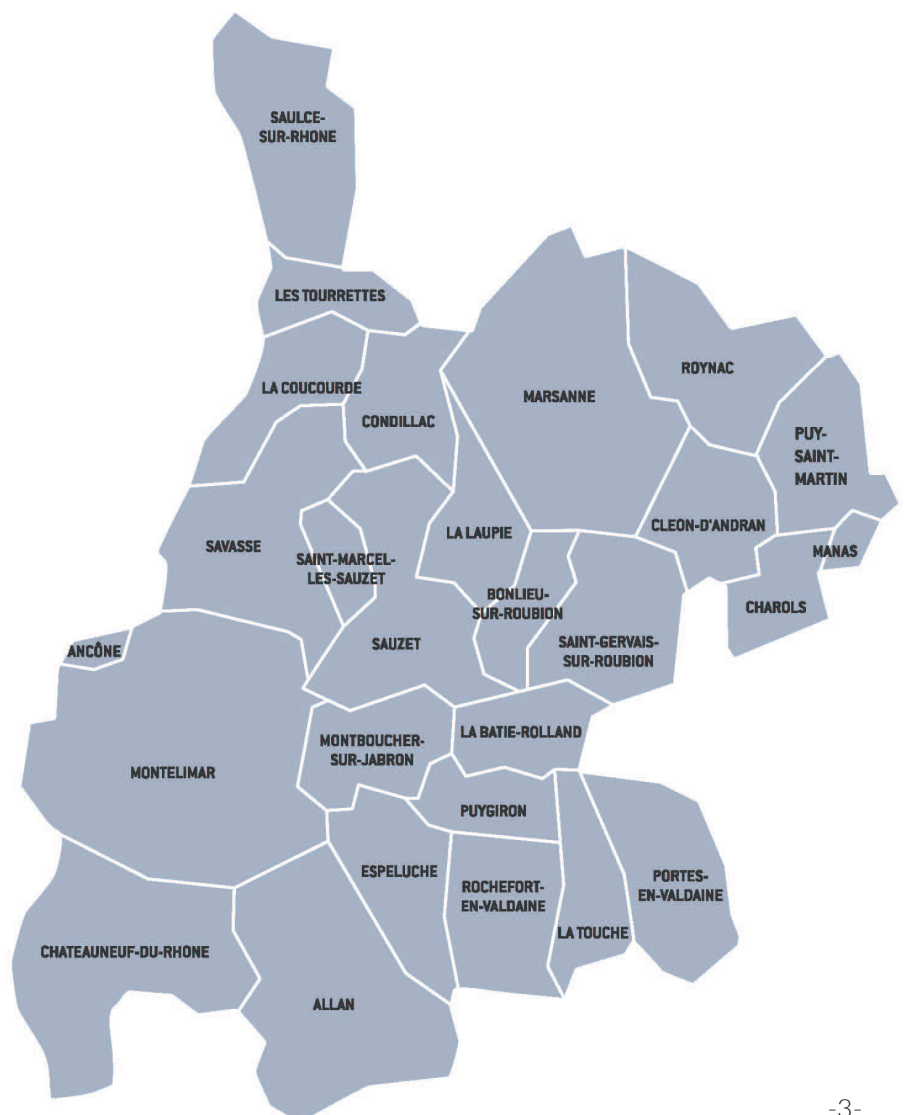 SAULCE-
SUR-RHONE
LES TOURRETTES
LA COUCOURDE
CONDILLAC
MARSANNE
ROYNAC
PUY-
SAINT-
MARTIN
SAVASSE
SAINT-MARCEL-
LES-SAUZET
LA LAUPIE
CLEON-D'ANDRAN
MANAS
BONLIEU-
SUR-ROUBION
CHAROLS
ANCÔNE
SAUZET
SAINT-GERVAIS-
SUR-ROUBION
MONTELIMAR
MONTBOUCHER-
SUR-JABRON
LA BATIE-ROLLAND
PUYGIRON
ESPELUCHE
ROCHEFORT-
EN-VALDAINE
PORTES-
EN-VALDAINE
LA TOUCHE
CHATEAUNEUF-DU-RHONE
ALLAN
-3-